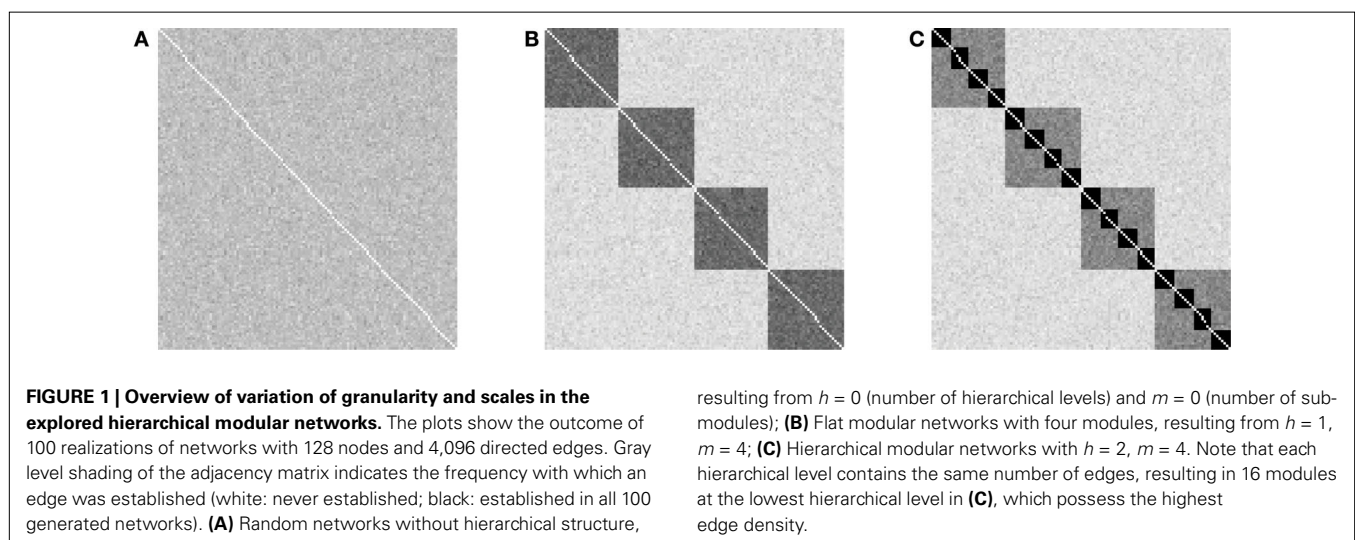 A
B
C
FIGURE 1 | Overview of variation of granularity and scales in the
explored hierarchical modular networks. The plots show the outcome of
100 realizations of networks with 128 nodes and 4,096 directed edges. Gray
level shading of the adjacency matrix indicates the frequency with which an
edge was established (white: never established; black: established in all 100
generated networks). (A) Random networks without hierarchical structure,
resulting from h = 0 (number of hierarchical levels) and m = 0 (number of sub-
modules); (B) Flat modular networks with four modules, resulting from h = 1,
m = 4; (C) Hierarchical modular networks with h = 2, m = 4. Note that each
hierarchical level contains the same number of edges, resulting in 16 modules
at the lowest hierarchical level in (C), which possess the highest
edge density.